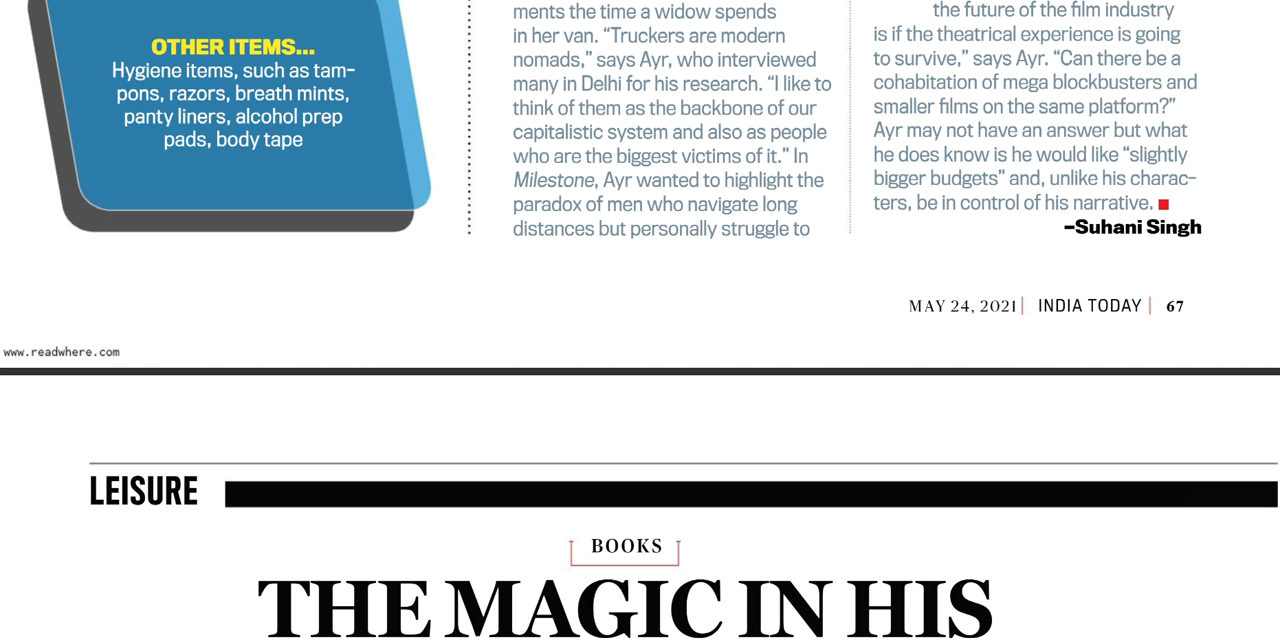 OTHER ITEMS...
Hygiene items, such as tam-
pons, razors, breath mints,
panty liners, alcohol prep
pads, body tape
ments the time a widow spends
in her van. “Truckers are modern
nomads,” says Ayr, who interviewed
many in Delhi for his research. “I like to
think of them as the backbone of our
capitalistic system and also as people
who are the biggest victims of it.” In
Milestone, Ayr wanted to highlight the
paradox of men who navigate long
distances but personally struggle to
the future of the film industry
is if the theatrical experience is going
to survive,” says Ayr. “Can there be a
cohabitation of mega blockbusters and
smaller films on the same platform?”
Ayr may not have an answer but what
he does know is he would like “slightly
bigger budgets” and, unlike his charac-
ters, be in control of his narrative.
–Suhani Singh
MAY 24, 2021 INDIA TODAY 67
www.readwhere.com
LEISURE
BOOKS
THE MAGIC IN HIS